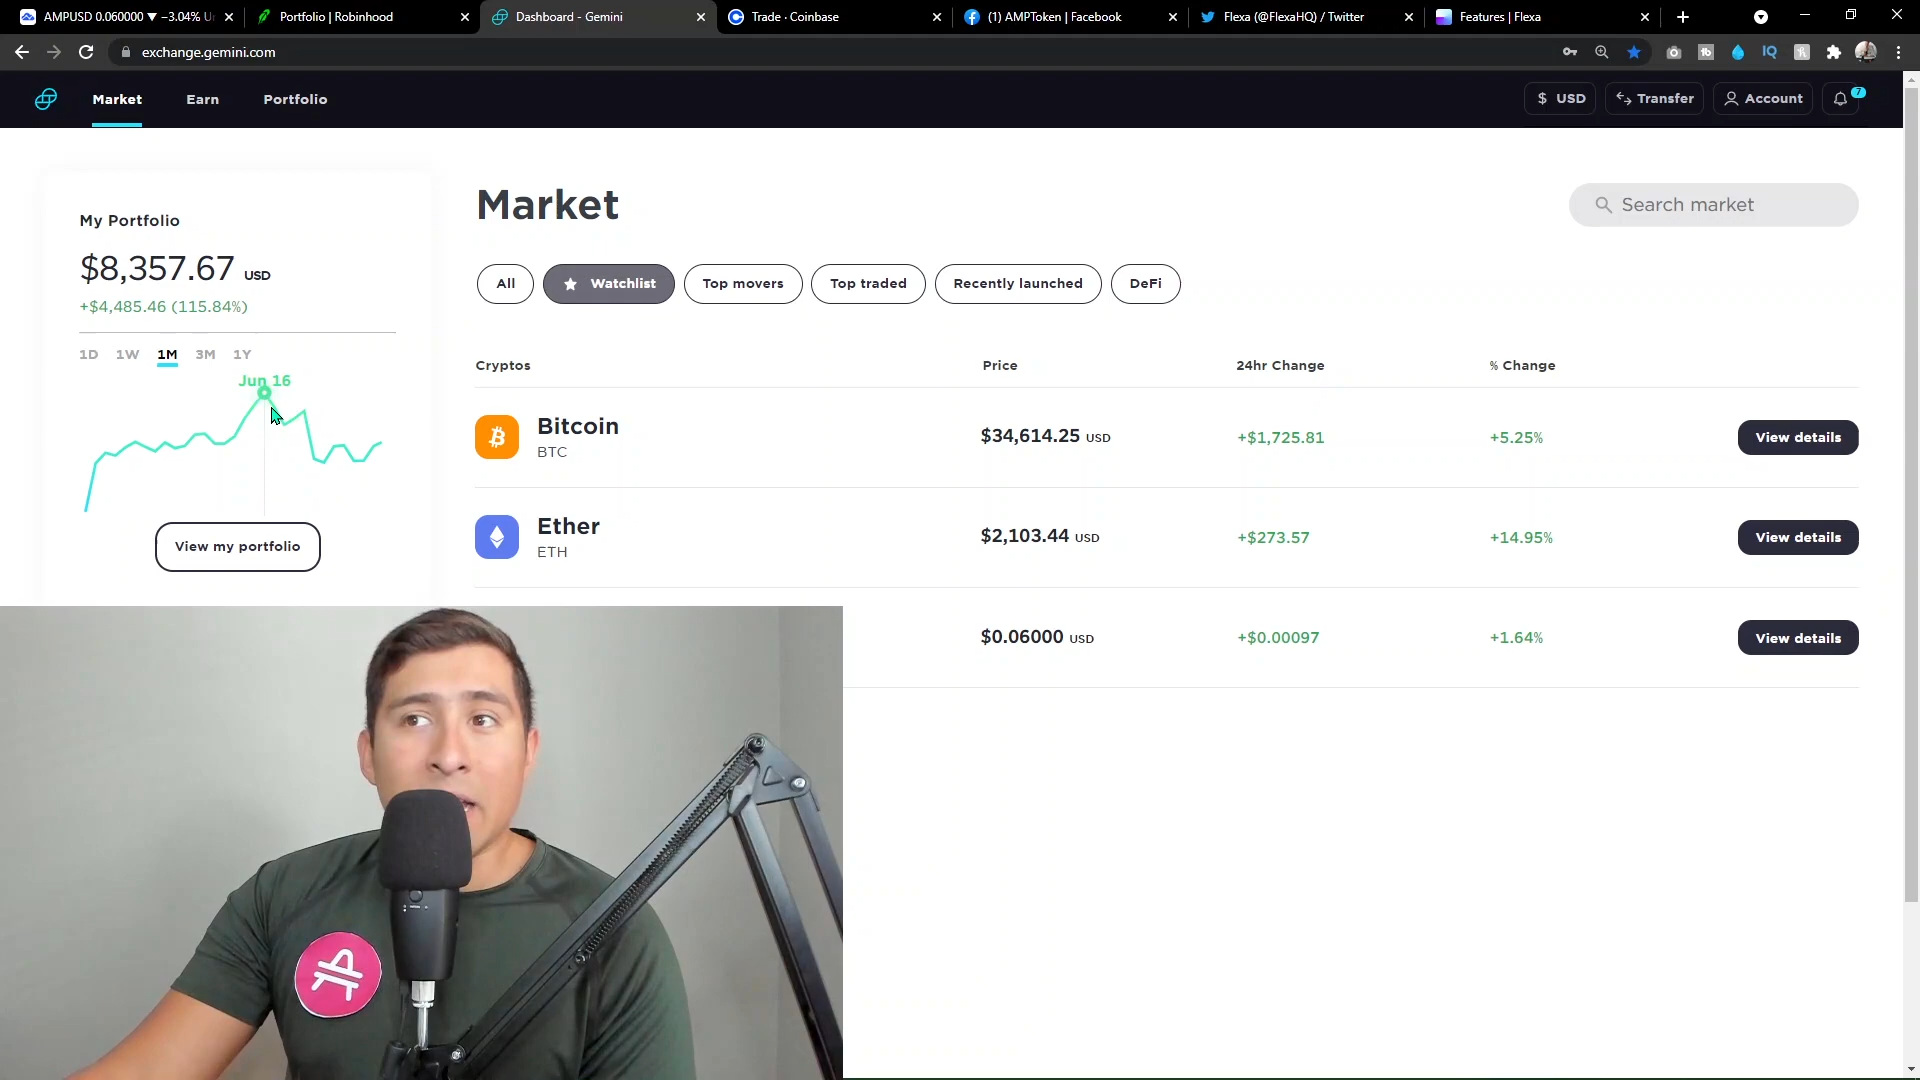 AMPUSD 0.060000 ▼ −3.04% U
Portfolio | Robinhood
Dashboard - Gemini
Trade · Coinbase
(1) AMPToken | Facebook
Flexa (@FlexaHQ) / Twitter
Features | Flexa
exchange.gemini.com
IQ
Market
Earn
Portfolio
$ USD
Transfer
Account
7
My Portfolio
$8,357.67 USD
+$4,485.46 (115.84%)
1D 1W 1M 3M 1Y
Jun 16
View my portfolio
Market
Search market
All
Watchlist
Top movers
Top traded
Recently launched
DeFi
Cryptos Price 24hr Change % Change
Bitcoin
BTC
$34,614.25 USD
+$1,725.81
+5.25%
View details
Ether
ETH
$2,103.44 USD
+$273.57
+14.95%
View details
$0.06000 USD
+$0.00097
+1.64%
View details